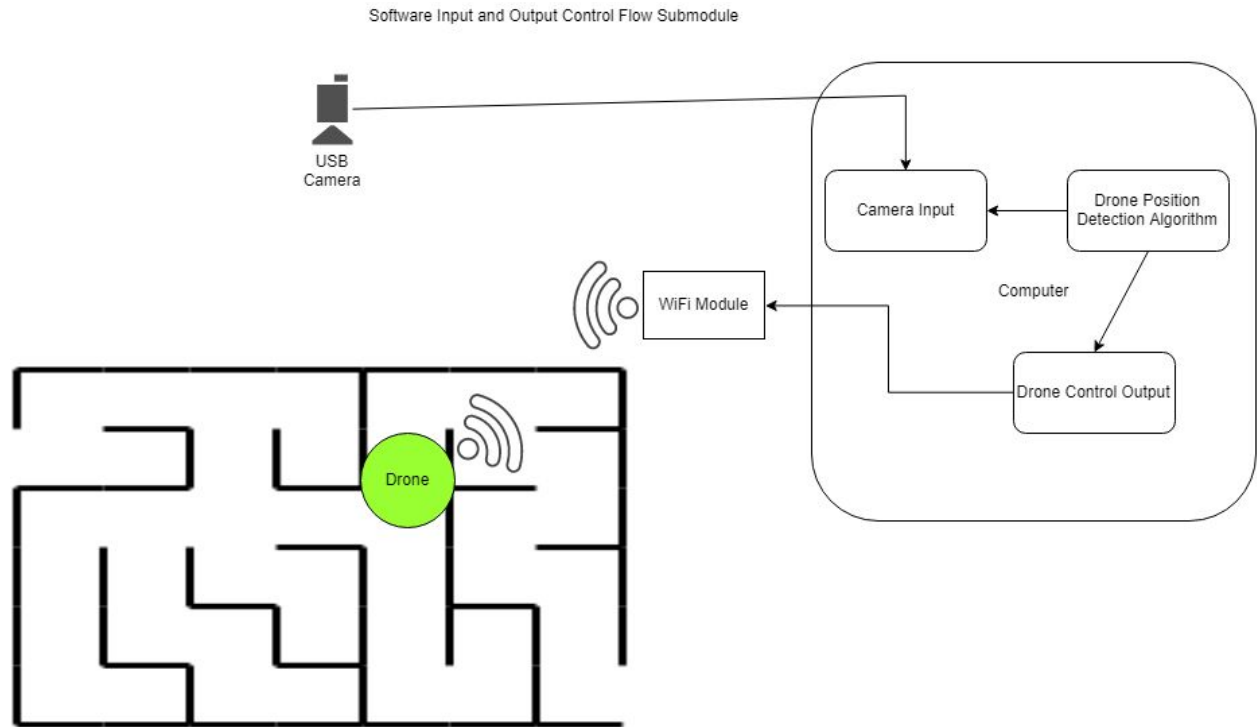 Software Input and Output Control Flow Submodule
USB
Camera
Camera Input
Drone Position
Detection Algorithm
WiFi Module
Computer
Drone Control Output
Drone